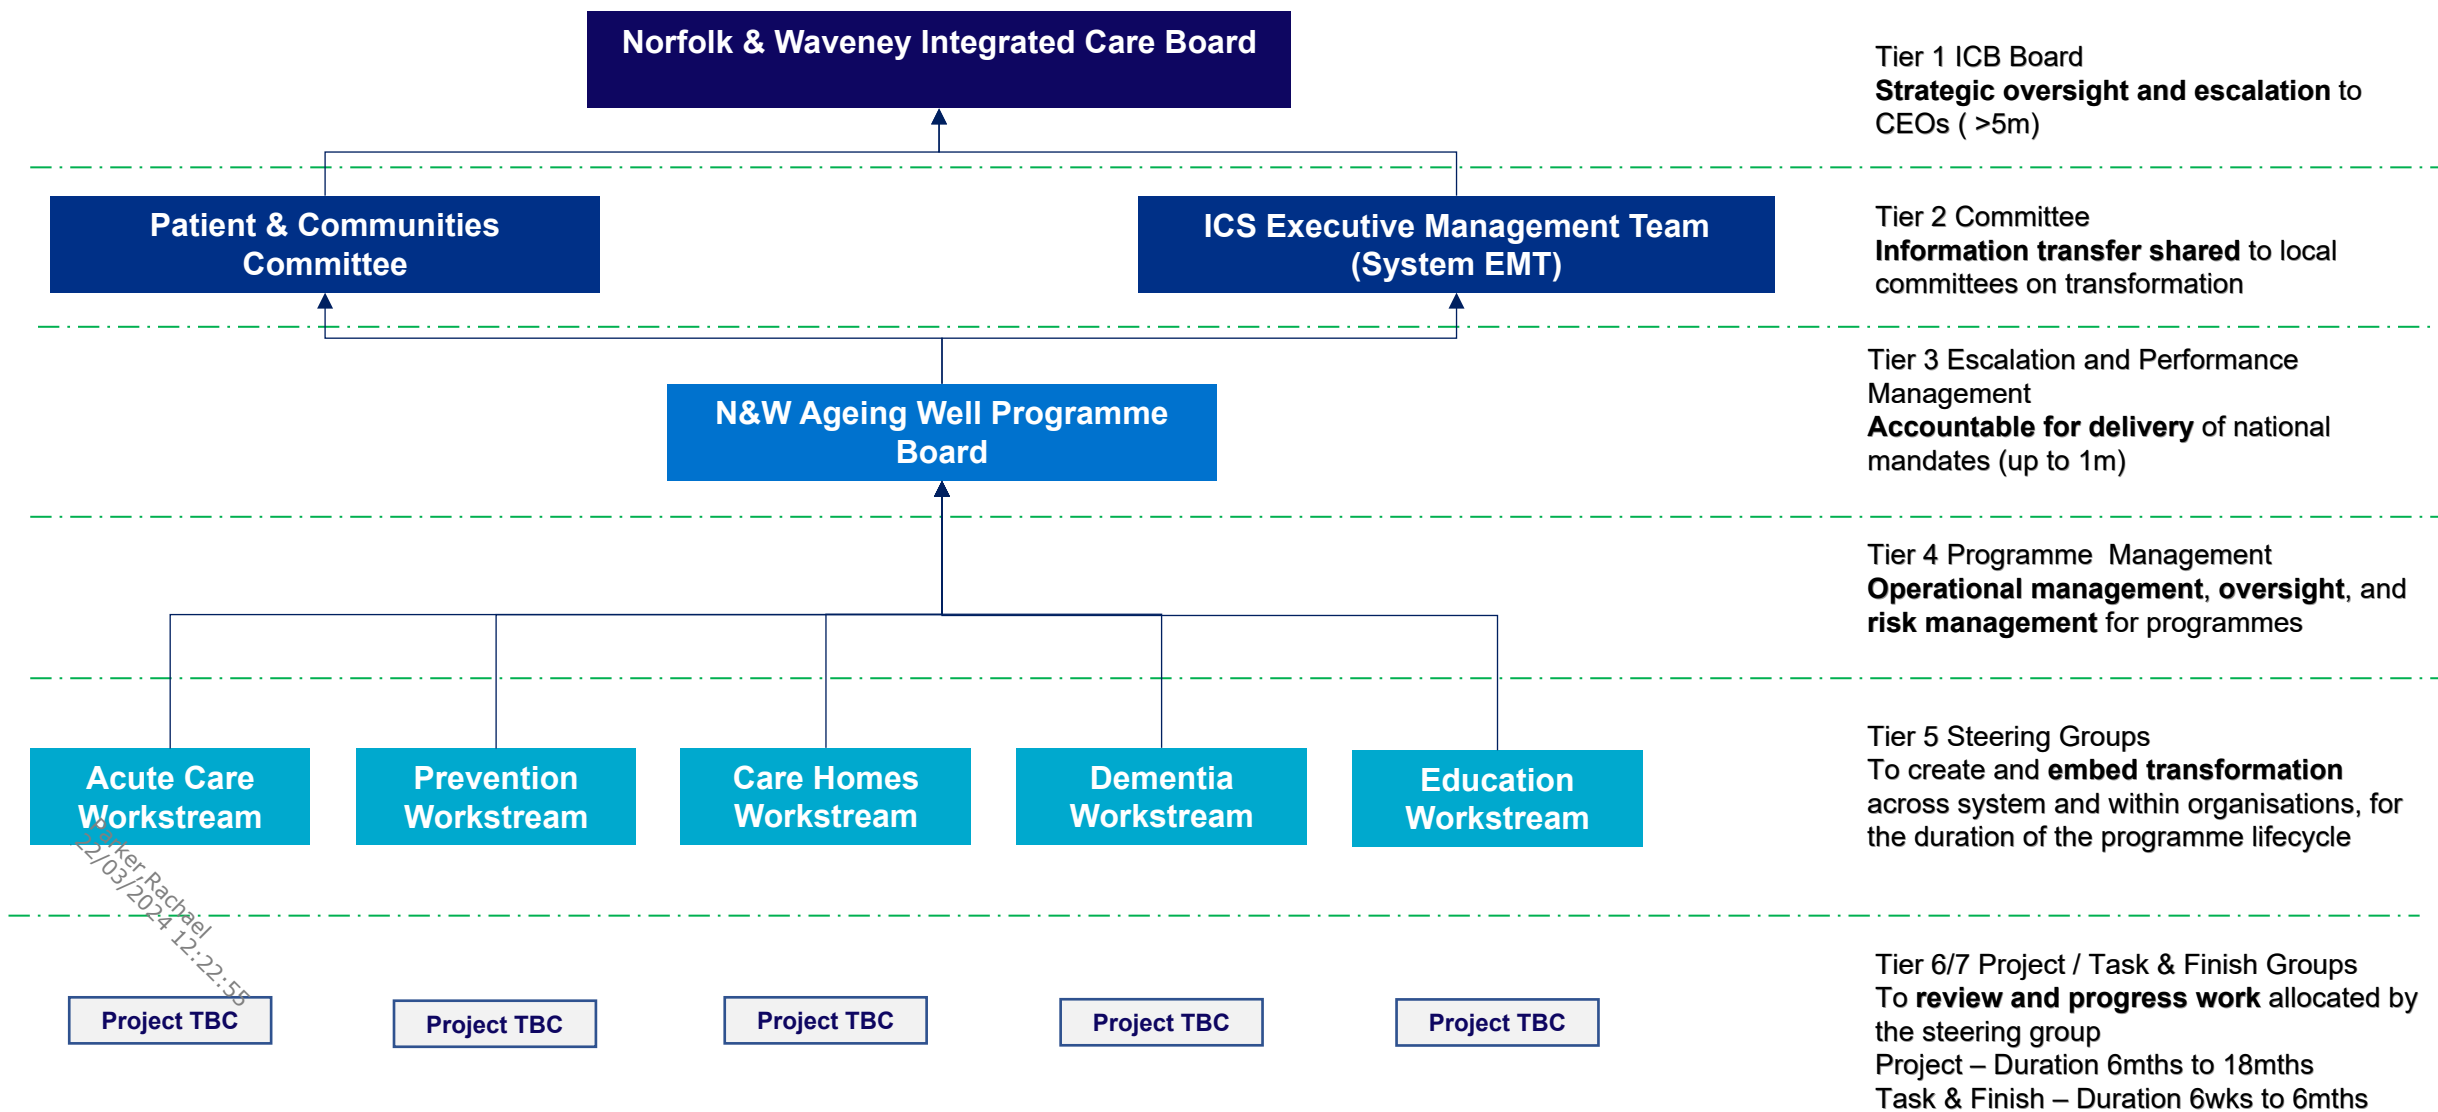 Norfolk & Waveney Integrated Care Board
Tier 1 ICB Board
Strategic oversight and escalation to
CEOs ( >5m)
Patient & Communities
Committee
ICS Executive Management Team
(System EMT)
Tier 2 Committee
Information transfer shared to local
committees on transformation
N&W Ageing Well Programme
Board
Tier 3 Escalation and Performance
Management
Accountable for delivery of national
mandates (up to 1m)
Tier 4 Programme  Management
Operational management, oversight, and
risk management for programmes
Acute Care
Workstream
Prevention
Workstream
Care Homes
Workstream
Dementia
Workstream
Education
Workstream
Tier 5 Steering Groups
To create and embed transformation
across system and within organisations, for
the duration of the programme lifecycle
Parker,Rachael
22/03/2024 12:22:55
Project TBC
Project TBC
Project TBC
Project TBC
Project TBC
Tier 6/7 Project / Task & Finish Groups
To review and progress work allocated by
the steering group
Project – Duration 6mths to 18mths
Task & Finish – Duration 6wks to 6mths